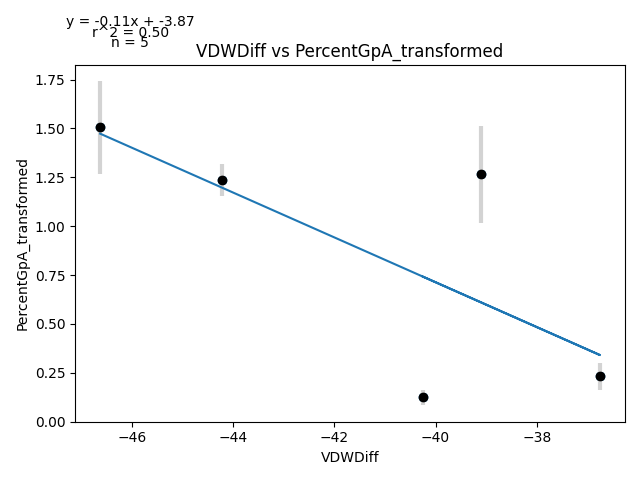 y = -0.11x + -3.87
r^2 = 0.50
n = 5
VDWDiff vs PercentGpA_transformed
PercentGpA_transformed
1.75
1.50
1.25
1.00
0.75
0.50
0.25
0.00
−46
−44
−42
−40
−38
VDWDiff